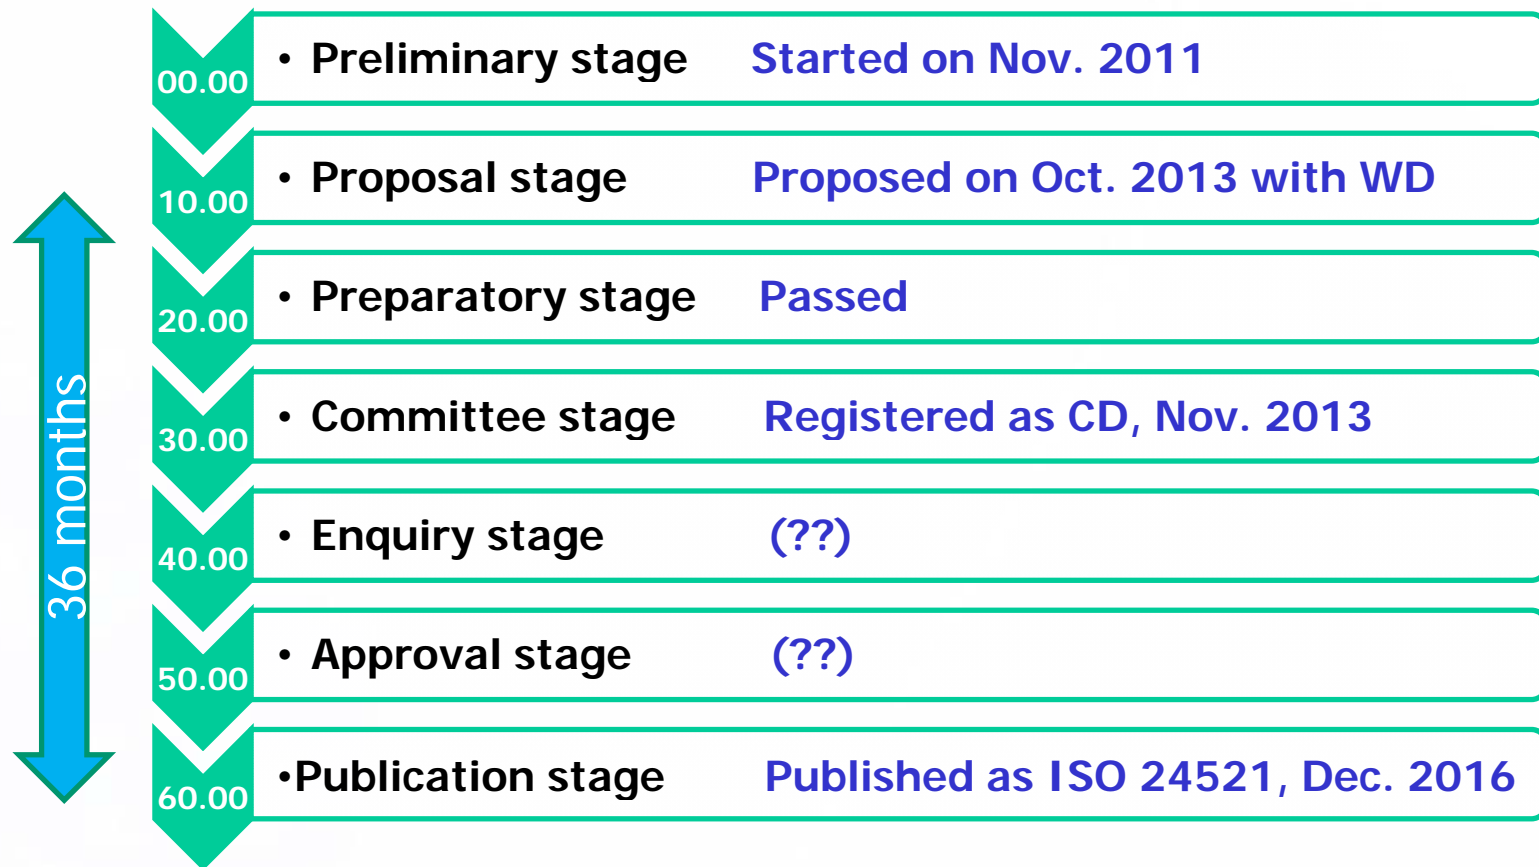 00.00 • Preliminary stage Started on Nov. 2011
10.00 • Proposal stage Proposed on Oct. 2013 with WD
20.00 • Preparatory stage Passed
30.00 • Committee stage Registered as CD, Nov. 2013
40.00 • Enquiry stage (??)
50.00 • Approval stage (??)
60.00 •Publication stage Published as ISO 24521, Dec. 2016
36 months